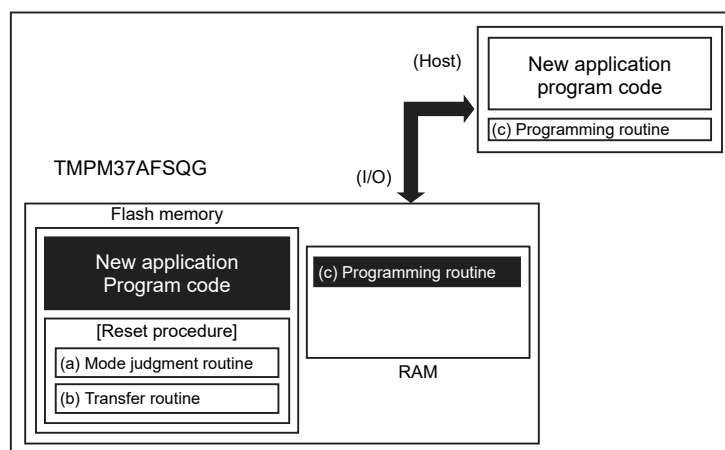 (Host)
New application
program code
(c) Programming routine
TMPM37AFSQG
(I/O)
Flash memory
New application
Program code
[Reset procedure]
(a) Mode judgment routine
(b) Transfer routine
(c) Programming routine
RAM